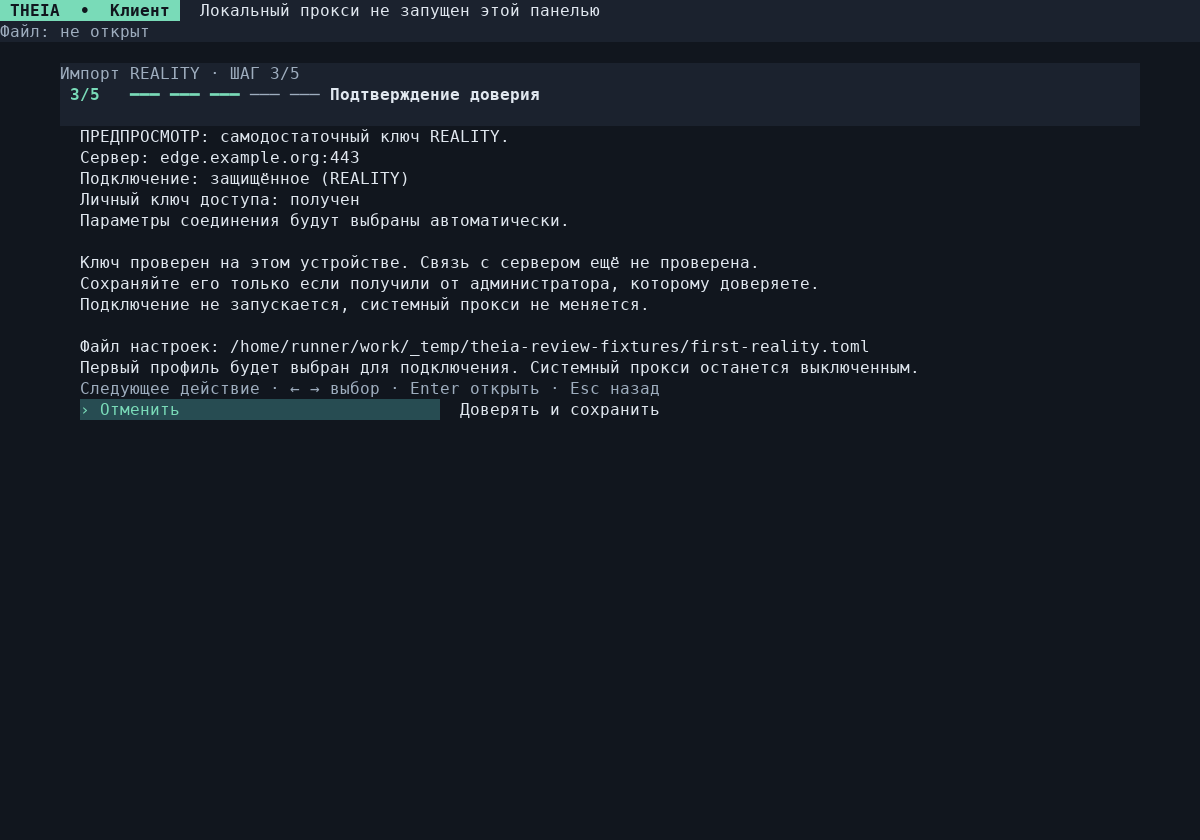 THEIA • Клиент Локальный прокси не запущен этой панелью
Файл: не открыт
Импорт REALITY · ШАГ 3/5
3/5 ━━━ ━━━ ━━━ ─── ─── Подтверждение доверия
ПРЕДПРОСМОТР: самодостаточный ключ REALITY.
Сервер: edge.example.org:443
Подключение: защищённое (REALITY)
Личный ключ доступа: получен
Параметры соединения будут выбраны автоматически.
Ключ проверен на этом устройстве. Связь с сервером ещё не проверена.
Сохраняйте его только если получили от администратора, которому доверяете.
Подключение не запускается, системный прокси не меняется.
Файл настроек: /home/runner/work/_temp/theia-review-fixtures/first-reality.toml
Первый профиль будет выбран для подключения. Системный прокси останется выключенным.
Следующее действие · ← → выбор · Enter открыть · Esc назад
› Отменить Доверять и сохранить